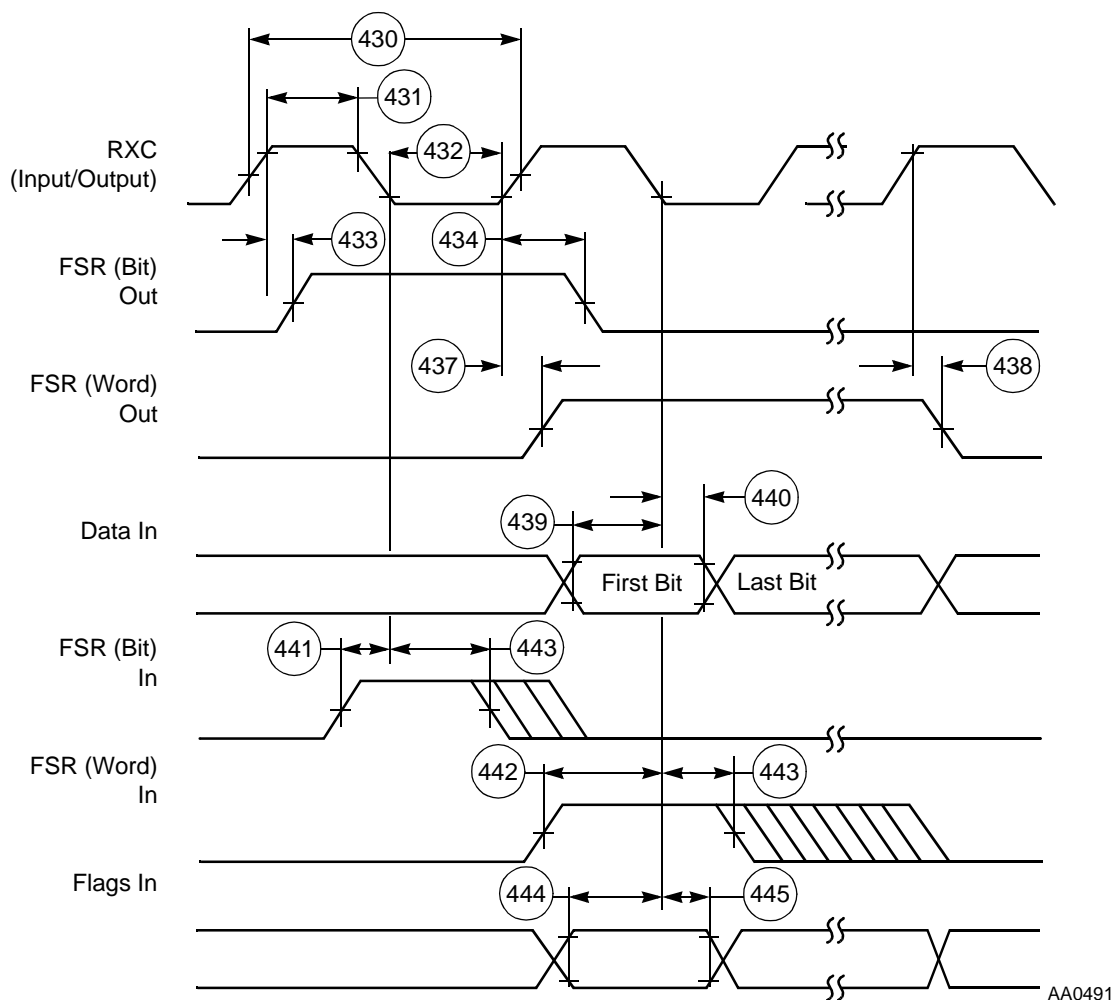 430
431
RXC
(Input/Output)
432
433
434
FSR (Bit)
Out
437
438
FSR (Word)
Out
439
440
Data In
First Bit
Last Bit
FSR (Bit)
In
441
443
FSR (Word)
In
442
443
Flags In
444
445
AA0491